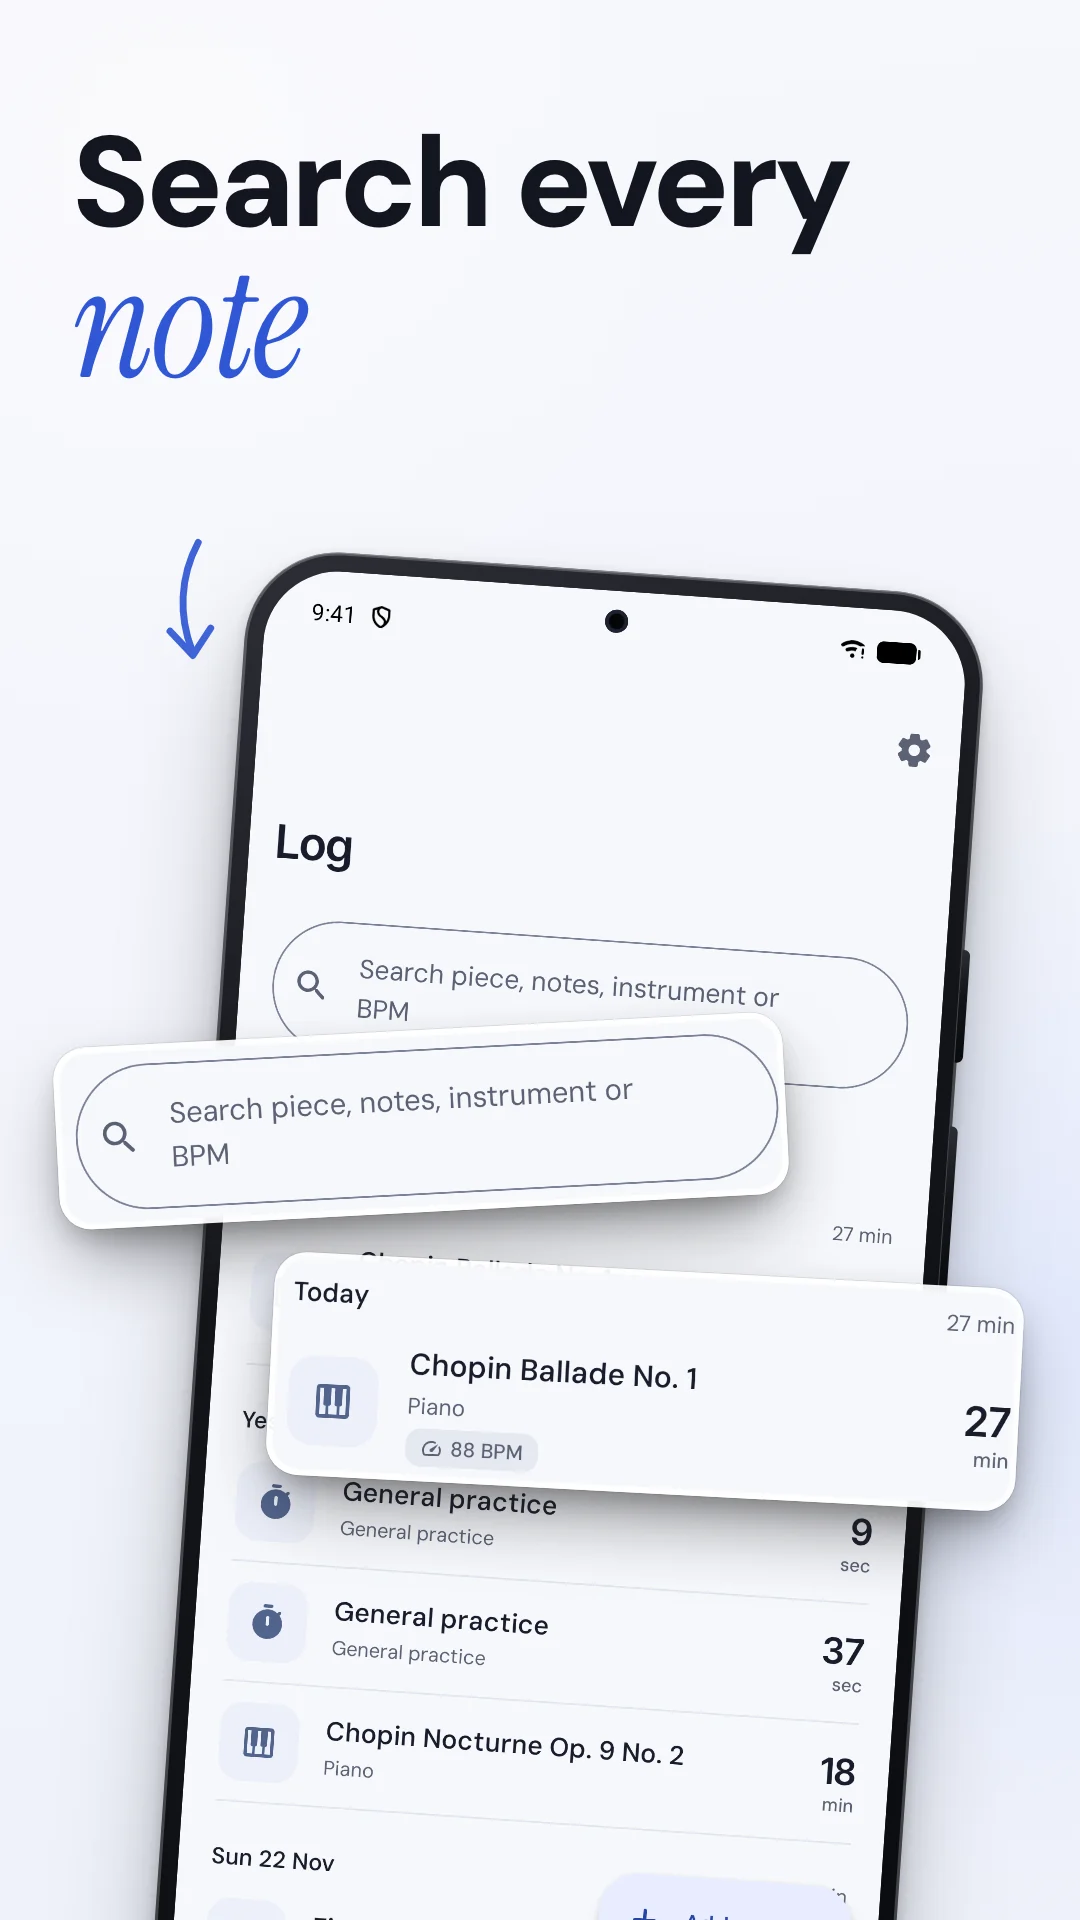 Search every
note
9:41
Log
Search piece, notes, instrument or
BPM
Search piece, notes, instrument or
BPM
27 min
Today
27 min
Chopin Ballade No. 1
Piano
88 BPM
27
min
General practice
General practice
9
sec
General practice
General practice
37
sec
Chopin Nocturne Op. 9 No. 2
Piano
18
min
Sun 22 Nov